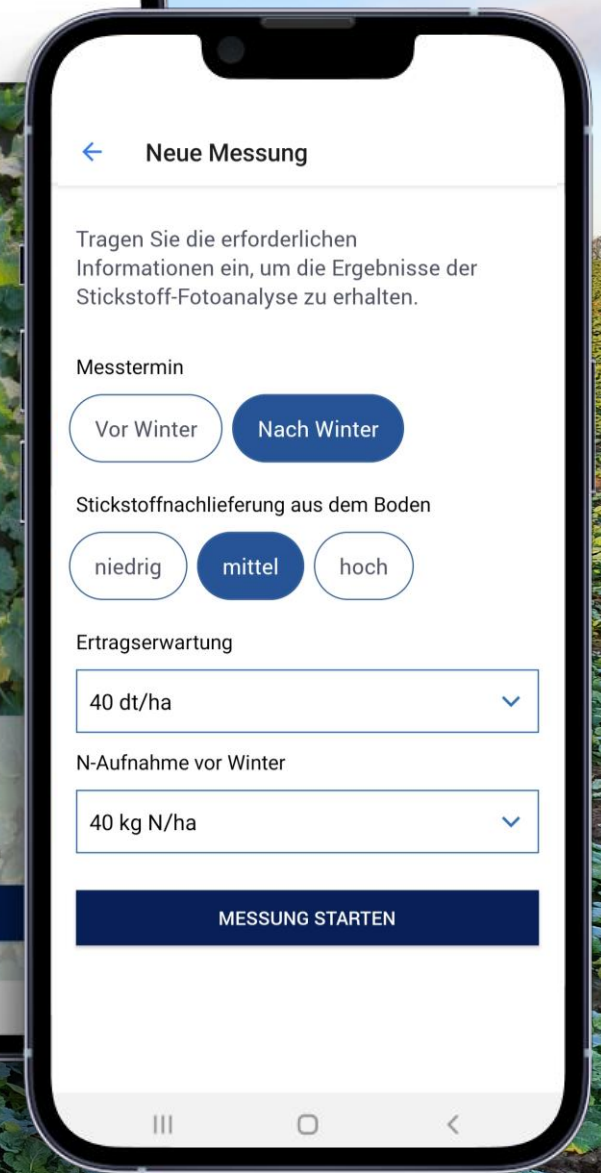 Neue Messung
Tragen Sie die erforderlichen
Informationen ein, um die Ergebnisse der
Stickstoff-Fotoanalyse zu erhalten.
Messtermin
Vor Winter Nach Winter
Stickstoffnachlieferung aus dem Boden
niedrig mittel hoch
Ertragserwartung
40 dt/ha
N-Aufnahme vor Winter
40 kg N/ha
MESSUNG STARTEN